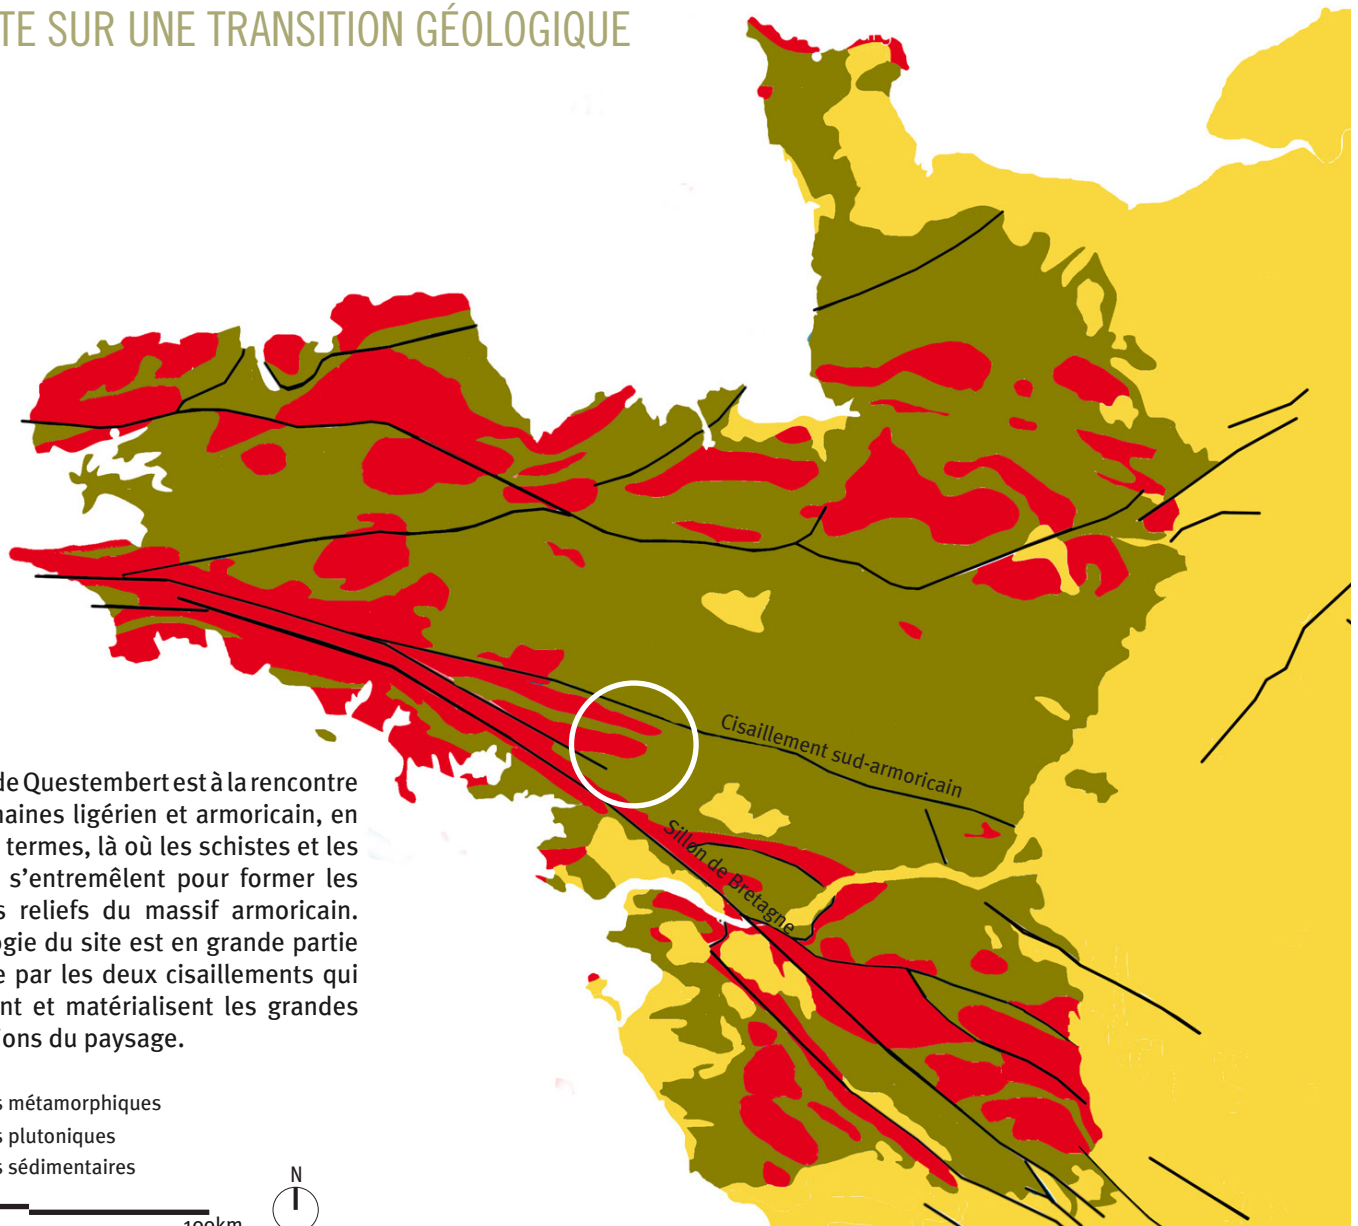 TE SUR UNE TRANSITION GÉOLOGIQUE
Cisaillement sud-armoricain
Sillon de Bretagne
de Questembert est à la rencontre
naines ligérien et armoricain, en
termes, là où les schistes et les
s'entremêlent pour former les
s reliefs du massif armoricain.
ogie du site est en grande partie
e par les deux cisaillements qui
nt et matérialisent les grandes
ions du paysage.
s métamorphiques
s plutoniques
s sédimentaires
100km
N